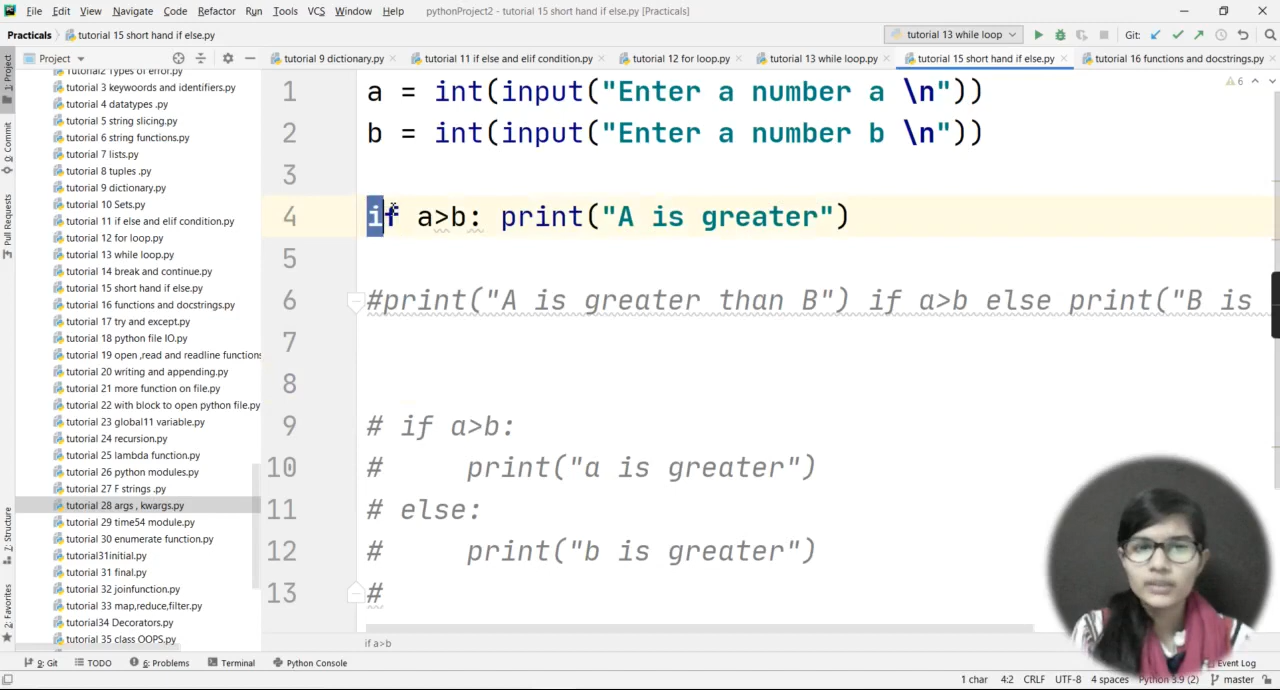 File Edit View Navigate Code Refactor Run Tools VCS Window Help pythonProject2 - tutorial 15 short hand if else.py [Practicals]
Practicals tutorial 15 short hand if else.py tutorial 13 while loop Git:
Project
tutorial 9 dictionary.py tutorial 11 if else and elif condition.py tutorial 12 for loop.py tutorial 13 while loop.py tutorial 15 short hand if else.py tutorial 16 functions and docstrings.py
1: Project
0: Commit
Pull Requests
7: Structure
2: Favorites
tutorial2 Types of error.py
tutorial 3 keywoords and identifiers.py
tutorial 4 datatypes .py
tutorial 5 string slicing.py
tutorial 6 string functions.py
tutorial 7 lists.py
tutorial 8 tuples .py
tutorial 9 dictionary.py
tutorial 10 Sets.py
tutorial 11 if else and elif condition.py
tutorial 12 for loop.py
tutorial 13 while loop.py
tutorial 14 break and continue.py
tutorial 15 short hand if else.py
tutorial 16 functions and docstrings.py
tutorial 17 try and except.py
tutorial 18 python file IO.py
tutorial 19 open ,read and readline functions
tutorial 20 writing and appending.py
tutorial 21 more function on file.py
tutorial 22 with block to open python file.py
tutorial 23 global11 variable.py
tutorial 24 recursion.py
tutorial 25 lambda function.py
tutorial 26 python modules.py
tutorial 27 F strings .py
tutorial 28 args , kwargs.py
tutorial 29 time54 module.py
tutorial 30 enumerate function.py
tutorial31initial.py
tutorial 31 final.py
tutorial 32 joinfunction.py
tutorial 33 map,reduce,filter.py
tutorial34 Decorators.py
tutorial 35 class OOPS.py
6
1 a = int(input("Enter a number a \n"))
2 b = int(input("Enter a number b \n"))
3
4 if a>b: print("A is greater")
5
6 #print("A is greater than B") if a>b else print("B is
7
8
9 # if a>b:
10 #     print("a is greater")
11 # else:
12 #     print("b is greater")
13 #
if a>b
9: Git TODO 6: Problems Terminal Python Console Event Log
1 char 4:2 CRLF UTF-8 4 spaces Python 3.9 (2) master